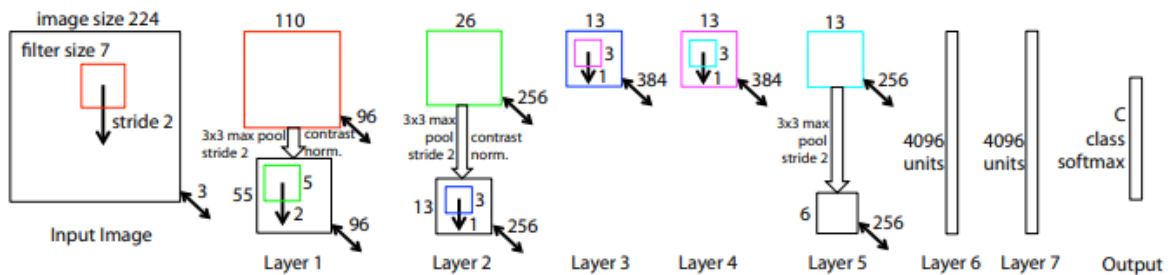 image size 224
filter size 7
stride 2
3
Input Image
110
96
3x3 max pool
stride 2
contrast
norm.
55
5
2
96
Layer 1
26
256
3x3 max
pool
stride 2
contrast
norm.
13
3
1
256
Layer 2
13
3
1
384
Layer 3
13
3
1
384
Layer 4
13
256
3x3 max
pool
stride 2
6
256
Layer 5
4096
units
Layer 6
4096
units
Layer 7
C
class
softmax
Output